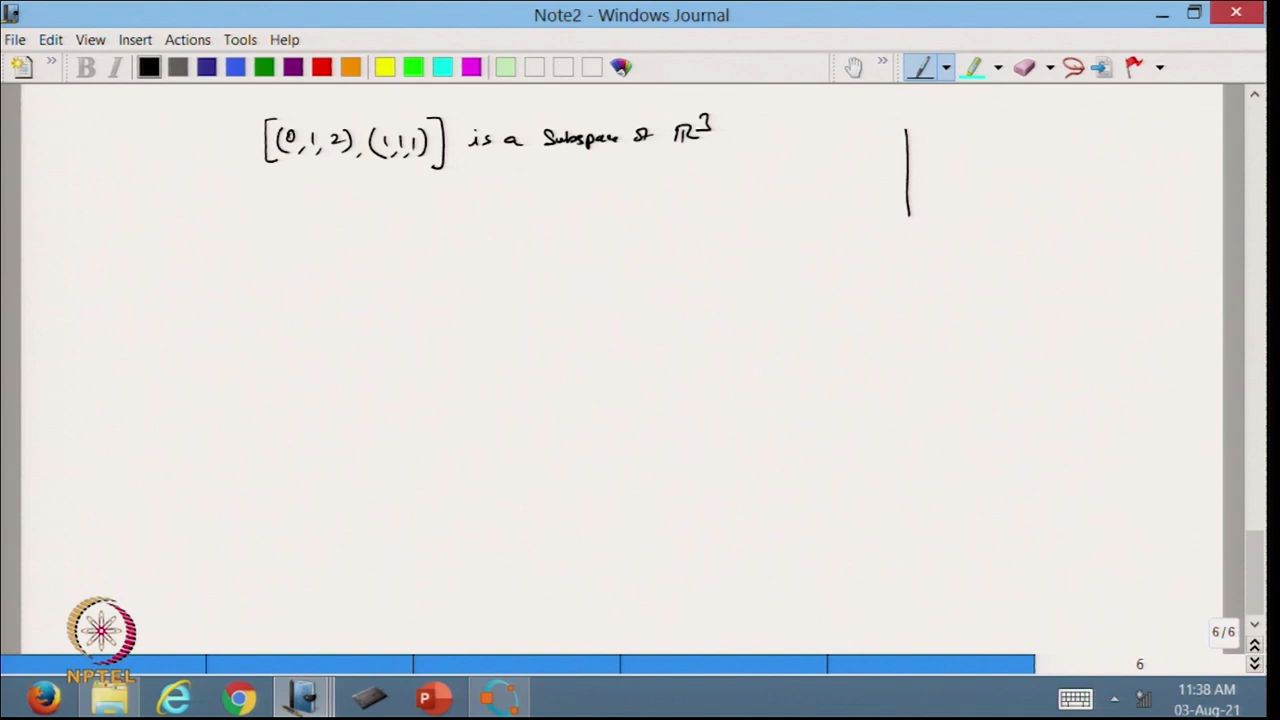 Note2 - Windows Journal
File Edit View Insert Actions Tools Help
[(0,1,2),(1,1,1)] is a Subspace of ℝ³
6/6
6
NPTEL
11:38 AM
03-Aug-21